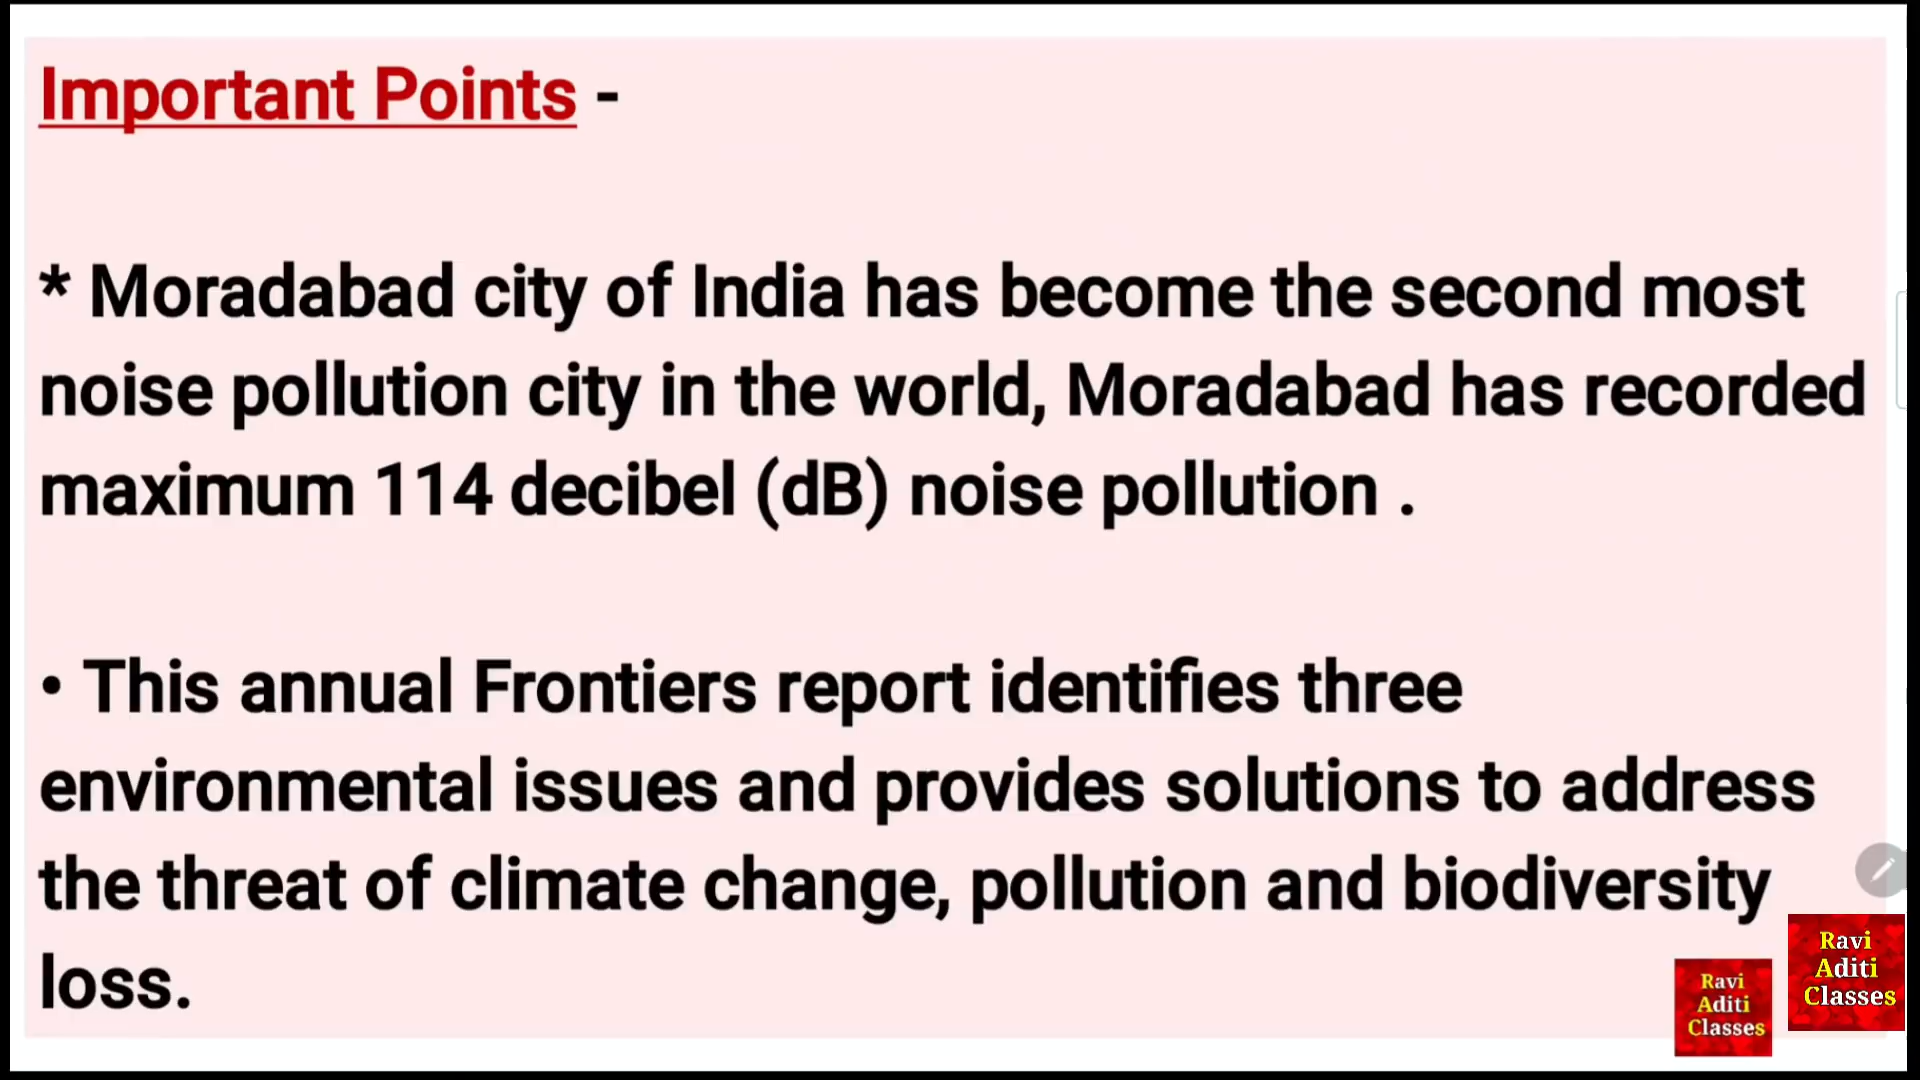 Important Points -
* Moradabad city of India has become the second most
noise pollution city in the world, Moradabad has recorded
maximum 114 decibel (dB) noise pollution .
• This annual Frontiers report identifies three
environmental issues and provides solutions to address
the threat of climate change, pollution and biodiversity
loss.
Ravi
Aditi
Classes
Ravi
Aditi
Classes